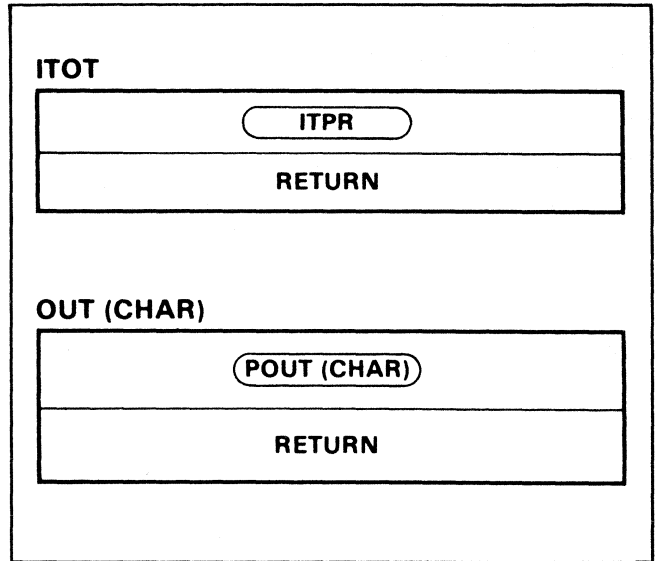 ITOT
ITPR
RETURN
OUT (CHAR)
POUT (CHAR)
RETURN